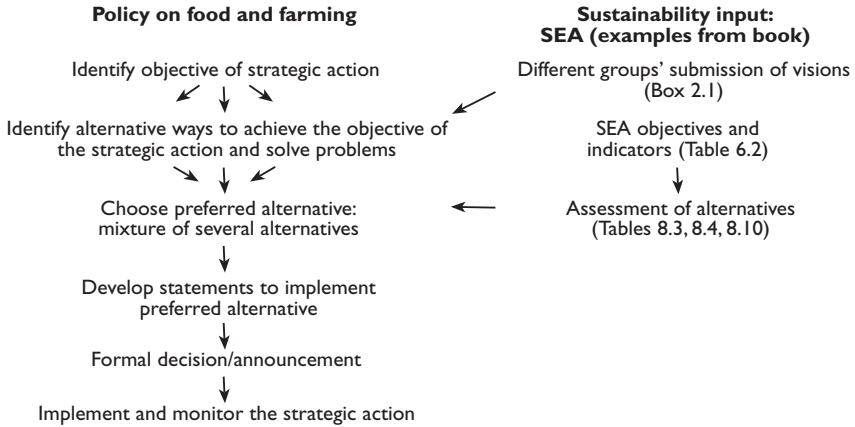 Policy on food and farming
Identify objective of strategic action
Identify alternative ways to achieve the objective of
the strategic action and solve problems
Choose preferred alternative:
mixture of several alternatives
Develop statements to implement
preferred alternative
Formal decision/announcement
Implement and monitor the strategic action
Sustainability input:
SEA (examples from book)
Different groups’ submission of visions
(Box 2.1)
SEA objectives and
indicators (Table 6.2)
Assessment of alternatives
(Tables 8.3, 8.4, 8.10)